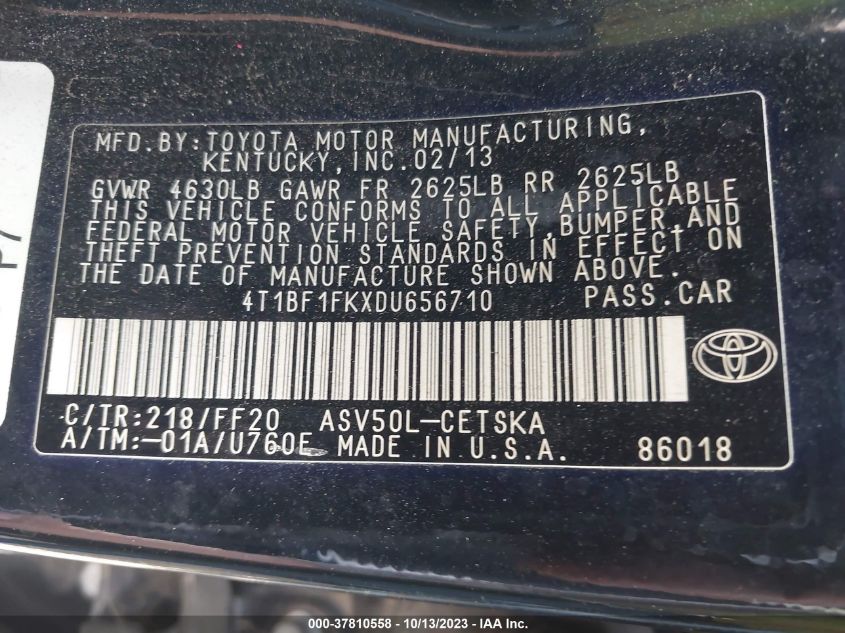 MFD. BY: TOYOTA MOTOR MANUFACTURING,
KENTUCKY, INC. 02/13
GVWR 4630LB GAWR FR 2625LB RR 2625LB
THIS VEHICLE CONFORMS TO ALL APPLICABLE
FEDERAL MOTOR VEHICLE SAFETY, BUMPER, AND
THEFT PREVENTION STANDARDS IN EFFECT ON
THE DATE OF MANUFACTURE SHOWN ABOVE.
4T1BF1FKXDU656710 PASS. CAR
C/TR: 218/FF20 ASV50L-CETSKA
A/TM: -01A/U760E MADE IN U.S.A. 86018
000-37810558 | 10/13/2023 | © IAA, Inc.